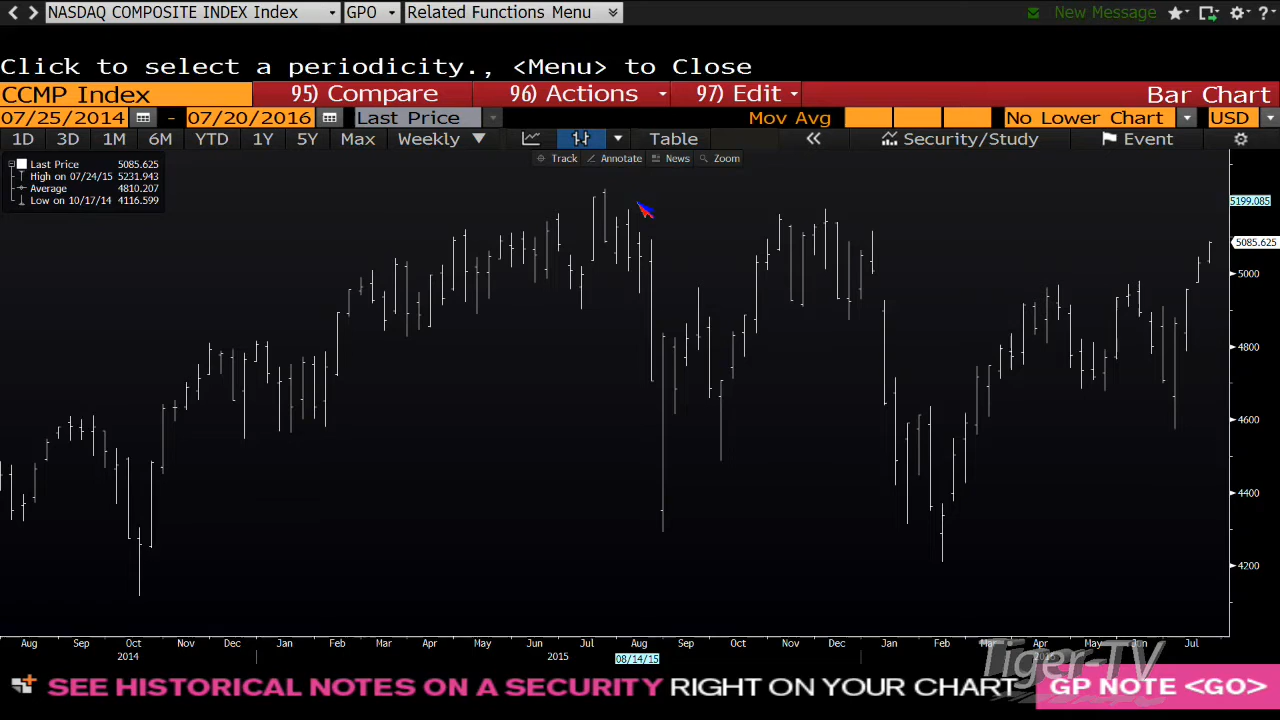 NASDAQ COMPOSITE INDEX Index GPO Related Functions Menu New Message ?
Click to select a periodicity., <Menu> to Close
CCMP Index 95) Compare 96) Actions 97) Edit Bar Chart
07/25/2014 - 07/20/2016 Last Price Mov Avg No Lower Chart USD
1D 3D 1M 6M YTD 1Y 5Y Max Weekly Table Security/Study Event
Track Annotate News Zoom
Last Price 5085.625
High on 07/24/15 5231.943
Average 4810.207
Low on 10/17/14 4116.599
5199.085
5085.625
5000
4800
4600
4400
4200
Aug Sep Oct Nov Dec Jan Feb Mar Apr May Jun Jul Aug Sep Oct Nov Dec Jan Feb Mar Apr May Jun Jul
2014 2015 08/14/15 2016
Tiger-TV
SEE HISTORICAL NOTES ON A SECURITY RIGHT ON YOUR CHART GP NOTE <GO>